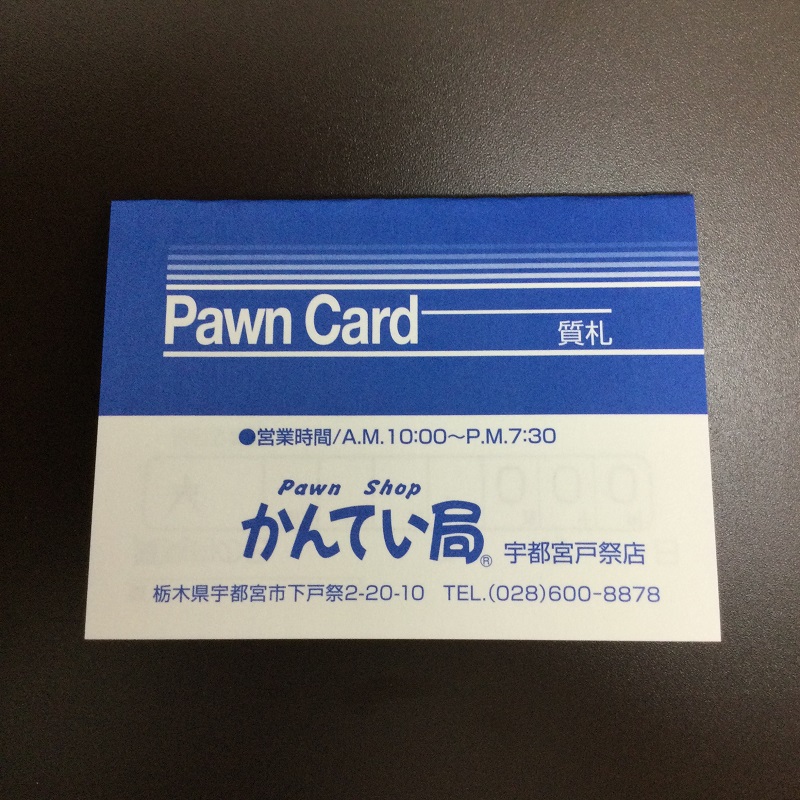 Pawn Card 質札
●営業時間/A.M.10:00〜P.M.7:30
Pawn Shop
かんてい局® 宇都宮戸祭店
栃木県宇都宮市下戸祭2-20-10 TEL.(028)600-8878